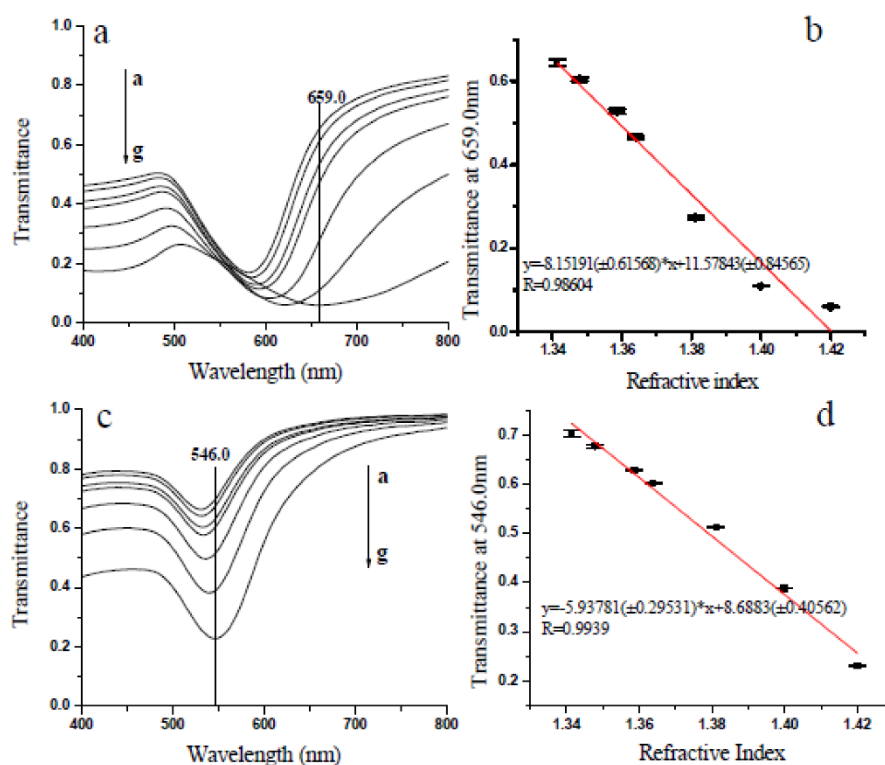 a
a
g
659.0
1.0
0.8
0.6
0.4
0.2
0.0
Transmittance
400
500
600
700
800
Wavelength (nm)
b
0.6
0.4
0.2
0.0
Transmittance at 659.0nm
y=-8.15191(±0.61568)*x+11.57843(±0.84565)
R=0.98604
1.34
1.36
1.38
1.40
1.42
Refractive index
c
546.0
a
g
1.0
0.8
0.6
0.4
0.2
0.0
Transmittance
400
500
600
700
800
Wavelength (nm)
d
0.7
0.6
0.5
0.4
0.3
0.2
Transmittance at 546.0nm
y=-5.93781(±0.29531)*x+8.6883(±0.40562)
R=0.9939
1.34
1.36
1.38
1.40
1.42
Refractive Index